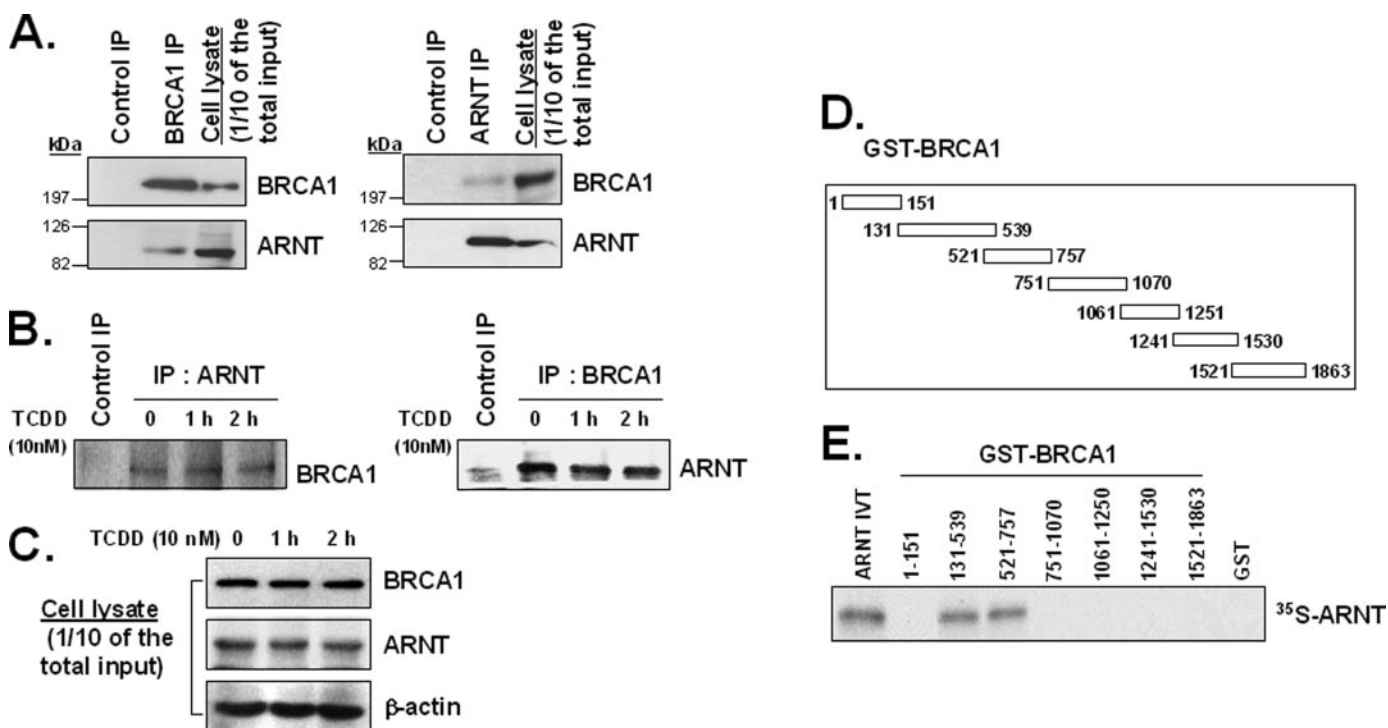 A.
Control IP
BRCA1 IP
Cell lysate
(1/10 of the
total input)
kDa
197
BRCA1
126
82
ARNT
Control IP
ARNT IP
Cell lysate
(1/10 of the
total input)
kDa
197
BRCA1
126
82
ARNT
B.
Control IP
IP : ARNT
TCDD 0 1 h 2 h
(10nM)
BRCA1
Control IP
IP : BRCA1
TCDD 0 1 h 2 h
(10nM)
ARNT
C.
TCDD (10 nM) 0 1 h 2 h
BRCA1
Cell lysate
(1/10 of the
total input)
ARNT
β-actin
D.
GST-BRCA1
1 151
131 539
521 757
751 1070
1061 1251
1241 1530
1521 1863
E.
GST-BRCA1
ARNT IVT
1-151
131-539
521-757
751-1070
1061-1250
1241-1530
1521-1863
GST
³⁵S-ARNT